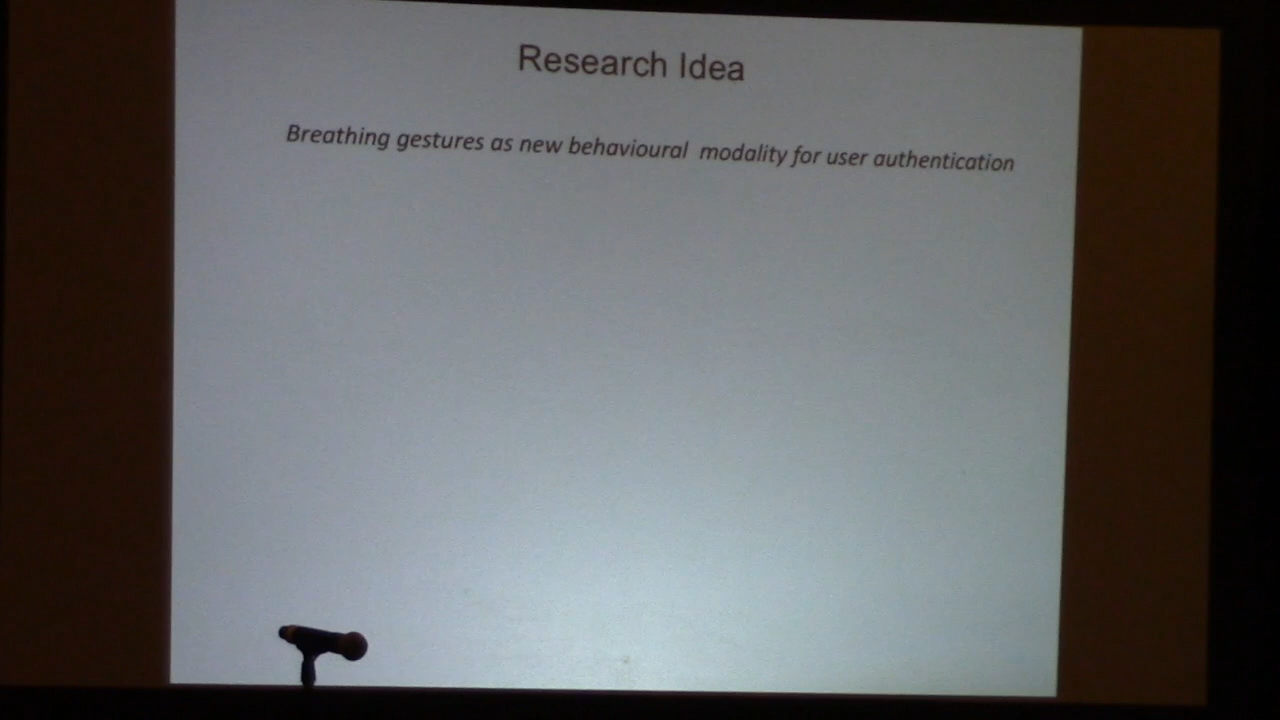 Research Idea
Breathing gestures as new behavioural modality for user authentication